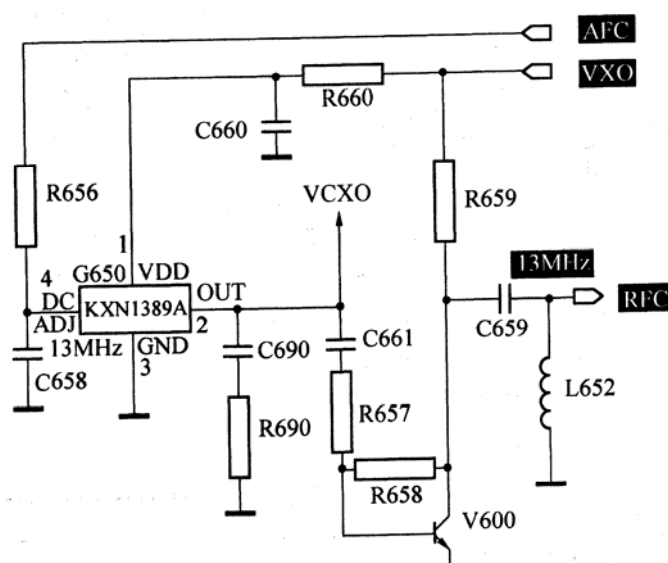 AFC
VXO
R660
C660
R656
VCXO
R659
1
4
G650 VDD
13MHz
DC
OUT
KXN1389A
RFC
ADJ
2
C659
13MHz GND
C690
C661
C658
3
L652
R690
R657
R658
V600